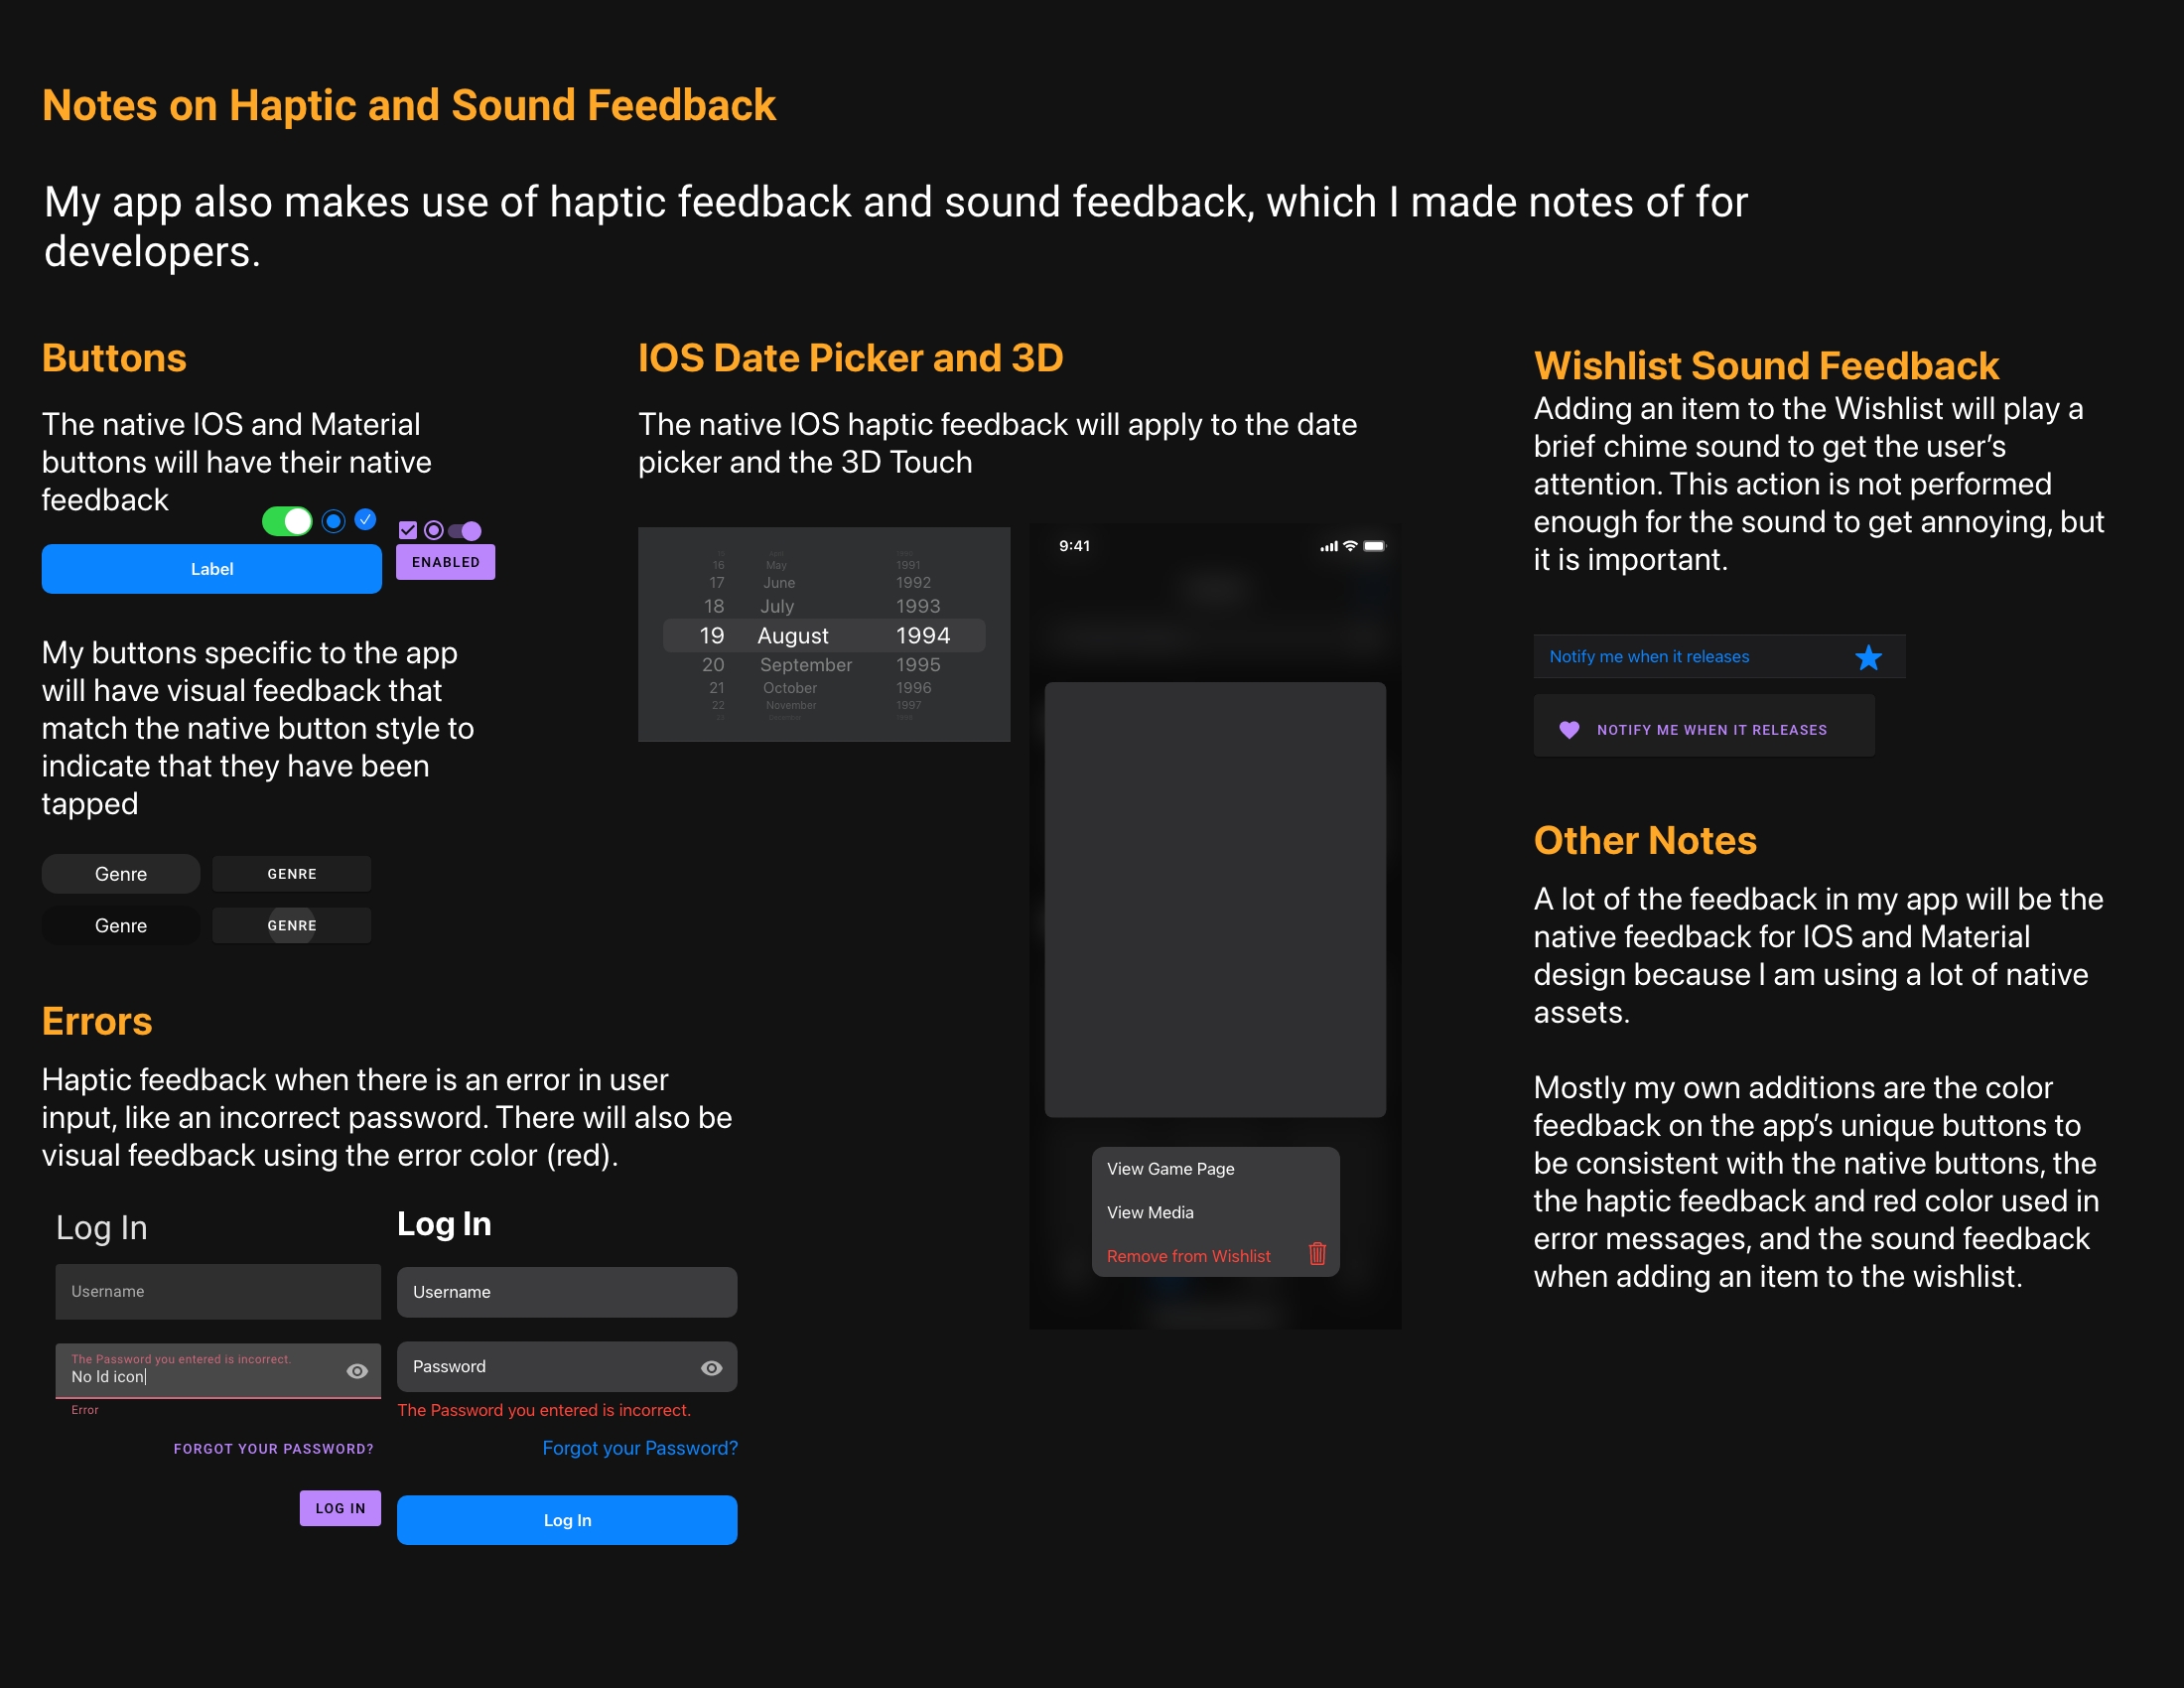 Notes on Haptic and Sound Feedback
My app also makes use of haptic feedback and sound feedback, which I made notes of for
developers.
Buttons
The native IOS and Material
buttons will have their native
feedback
Label
ENABLED
My buttons specific to the app
will have visual feedback that
match the native button style to
indicate that they have been
tapped
Genre
GENRE
Genre
GENRE
Errors
Haptic feedback when there is an error in user
input, like an incorrect password. There will also be
visual feedback using the error color (red).
Log In
Username
The Password you entered is incorrect.
No Id icon
Error
FORGOT YOUR PASSWORD?
LOG IN
Log In
Username
Password
The Password you entered is incorrect.
Forgot your Password?
Log In
IOS Date Picker and 3D
The native IOS haptic feedback will apply to the date
picker and the 3D Touch
16 May 1991
17 June 1992
18 July 1993
19 August 1994
20 September 1995
21 October 1996
22 November 1997
9:41
View Game Page
View Media
Remove from Wishlist
Wishlist Sound Feedback
Adding an item to the Wishlist will play a
brief chime sound to get the user’s
attention. This action is not performed
enough for the sound to get annoying, but
it is important.
Notify me when it releases
NOTIFY ME WHEN IT RELEASES
Other Notes
A lot of the feedback in my app will be the
native feedback for IOS and Material
design because I am using a lot of native
assets.
Mostly my own additions are the color
feedback on the app’s unique buttons to
be consistent with the native buttons, the
the haptic feedback and red color used in
error messages, and the sound feedback
when adding an item to the wishlist.